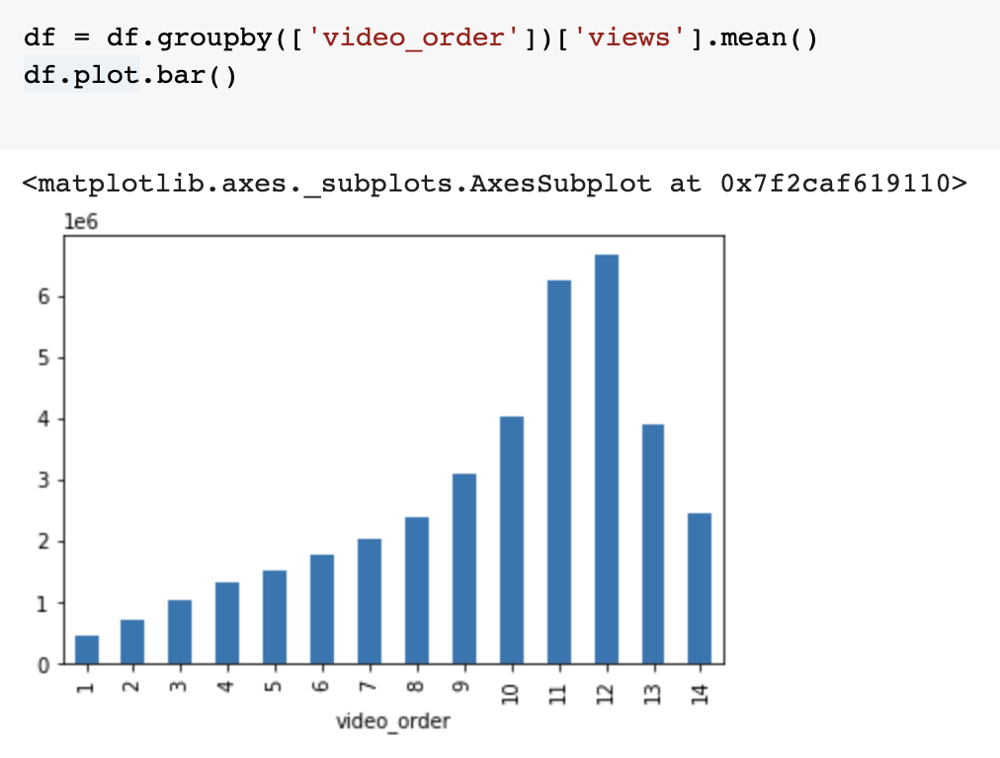 df = df.groupby(['video_order'])['views'].mean()
df.plot.bar()
<matplotlib.axes._subplots.AxesSubplot at 0x7f2caf619110>
1e6
6
5
4
3
2
1
0
1 2 3 4 5 6 7 8 9 10 11 12 13 14
video_order